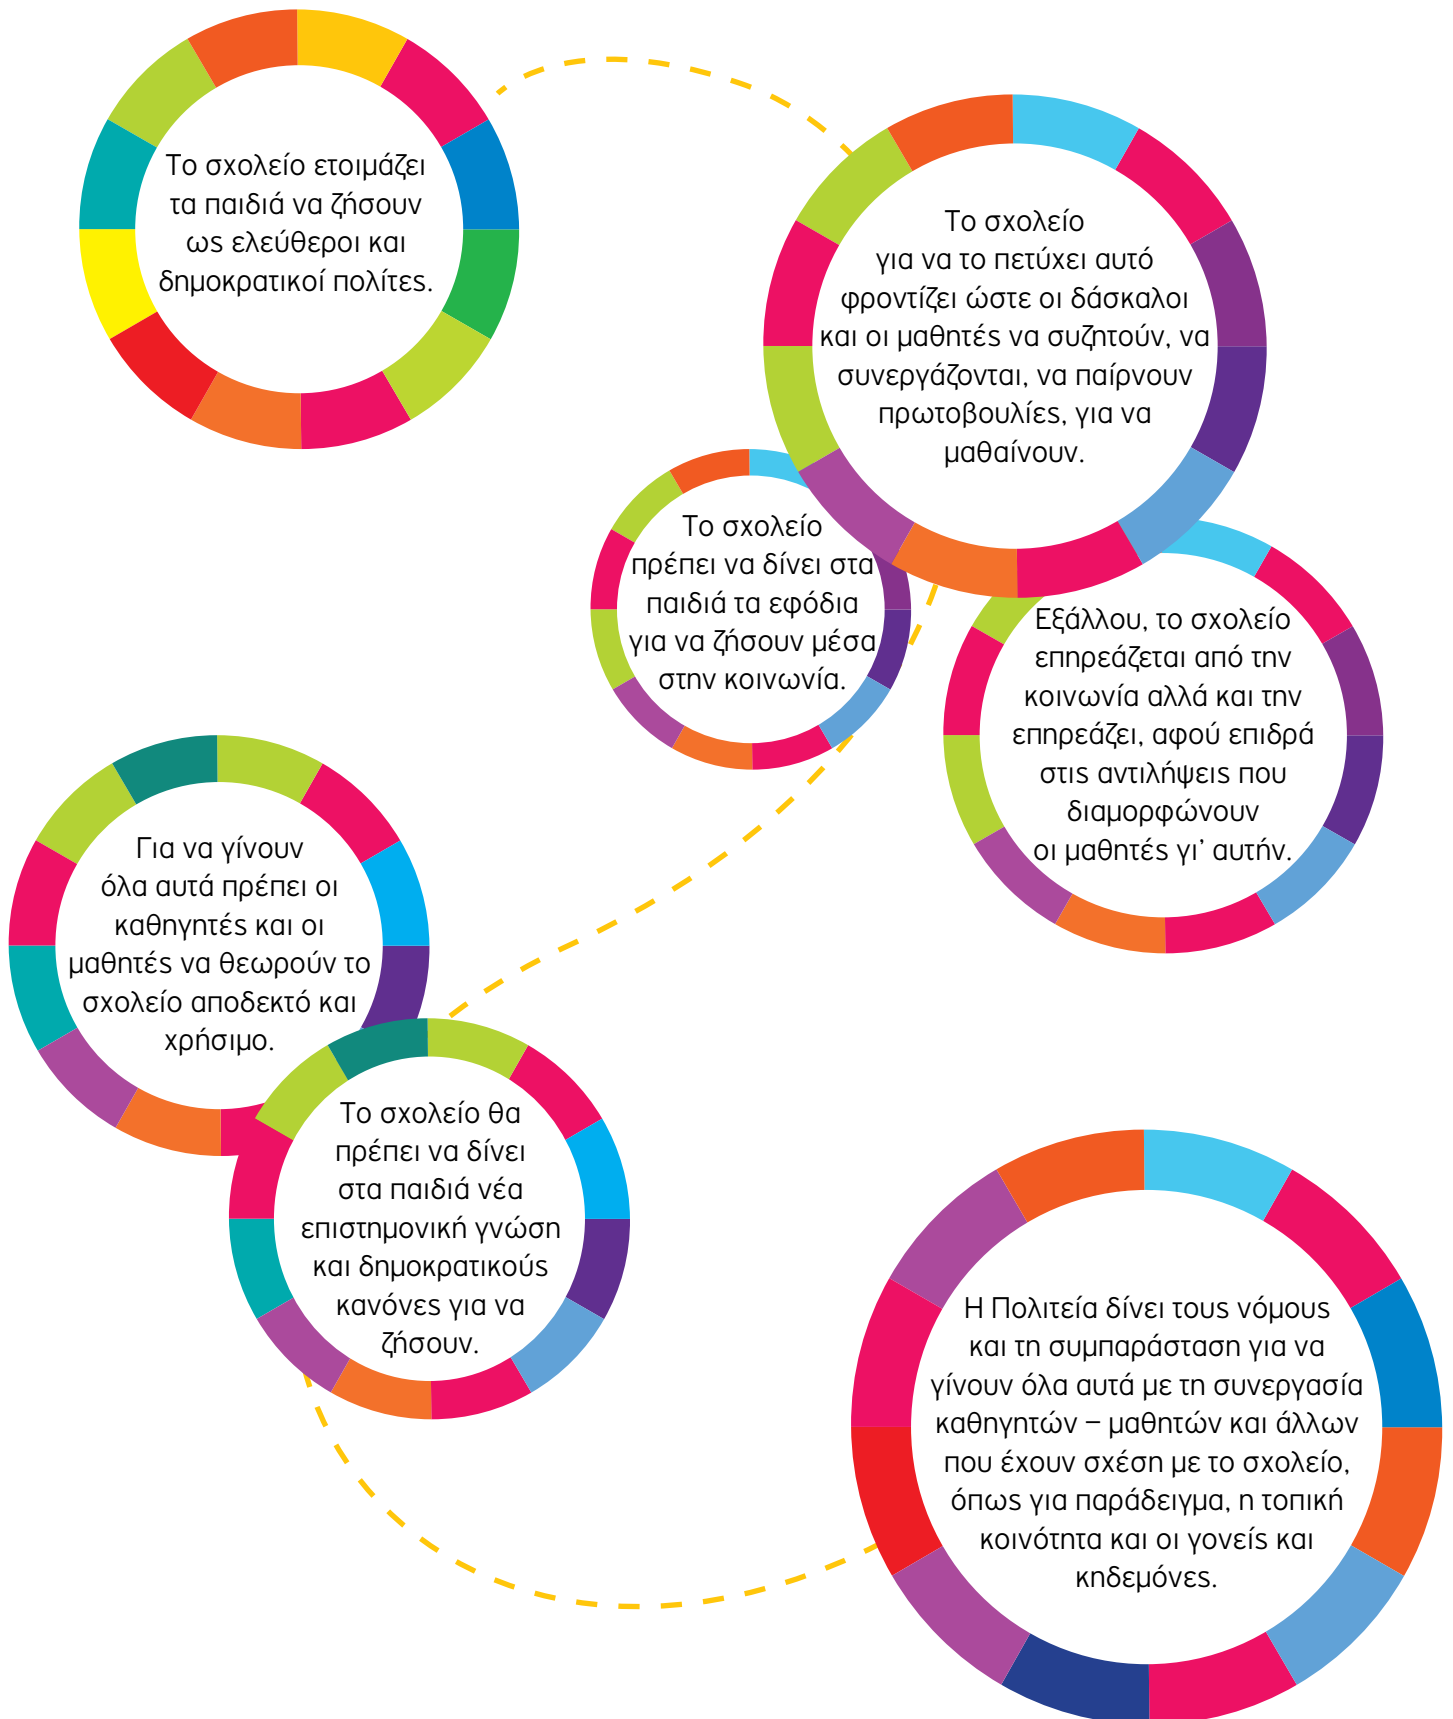 Το σχολείο ετοιμάζει
τα παιδιά να ζήσουν
ως ελεύθεροι και
δημοκρατικοί πολίτες.
Το σχολείο
για να το πετύχει αυτό
φροντίζει ώστε οι δάσκαλοι
και οι μαθητές να συζητούν, να
συνεργάζονται, να παίρνουν
πρωτοβουλίες, για να
μαθαίνουν.
Το σχολείο
πρέπει να δίνει στα
παιδιά τα εφόδια
για να ζήσουν μέσα
στην κοινωνία.
Εξάλλου, το σχολείο
επηρεάζεται από την
κοινωνία αλλά και την
επηρεάζει, αφού επιδρά
στις αντιλήψεις που
διαμορφώνουν
οι μαθητές γι’ αυτήν.
Για να γίνουν
όλα αυτά πρέπει οι
καθηγητές και οι
μαθητές να θεωρούν το
σχολείο αποδεκτό και
χρήσιμο.
Το σχολείο θα
πρέπει να δίνει
στα παιδιά νέα
επιστημονική γνώση
και δημοκρατικούς
κανόνες για να
ζήσουν.
Η Πολιτεία δίνει τους νόμους
και τη συμπαράσταση για να
γίνουν όλα αυτά με τη συνεργασία
καθηγητών – μαθητών και άλλων
που έχουν σχέση με το σχολείο,
όπως για παράδειγμα, η τοπική
κοινότητα και οι γονείς και
κηδεμόνες.